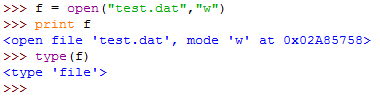 >>> f = open("test.dat","w")
>>> print f
<open file 'test.dat', mode 'w' at 0x02A85758>
>>> type(f)
<type 'file'>
>>>